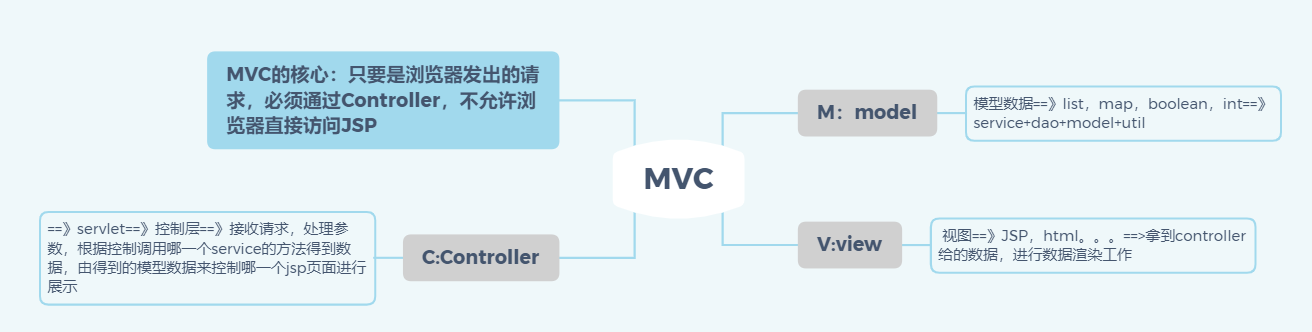 MVC的核心：只要是浏览器发出的请
求，必须通过Controller，不允许浏
览器直接访问JSP
MVC
M：model
模型数据==》list，map，boolean，int==》
service+dao+model+util
V:view
视图==》JSP，html。。。==>拿到controller
给的数据，进行数据渲染工作
C:Controller
==》servlet==》控制层==》接收请求，处理参
数，根据控制调用哪一个service的方法得到数
据，由得到的模型数据来控制哪一个jsp页面进行
展示